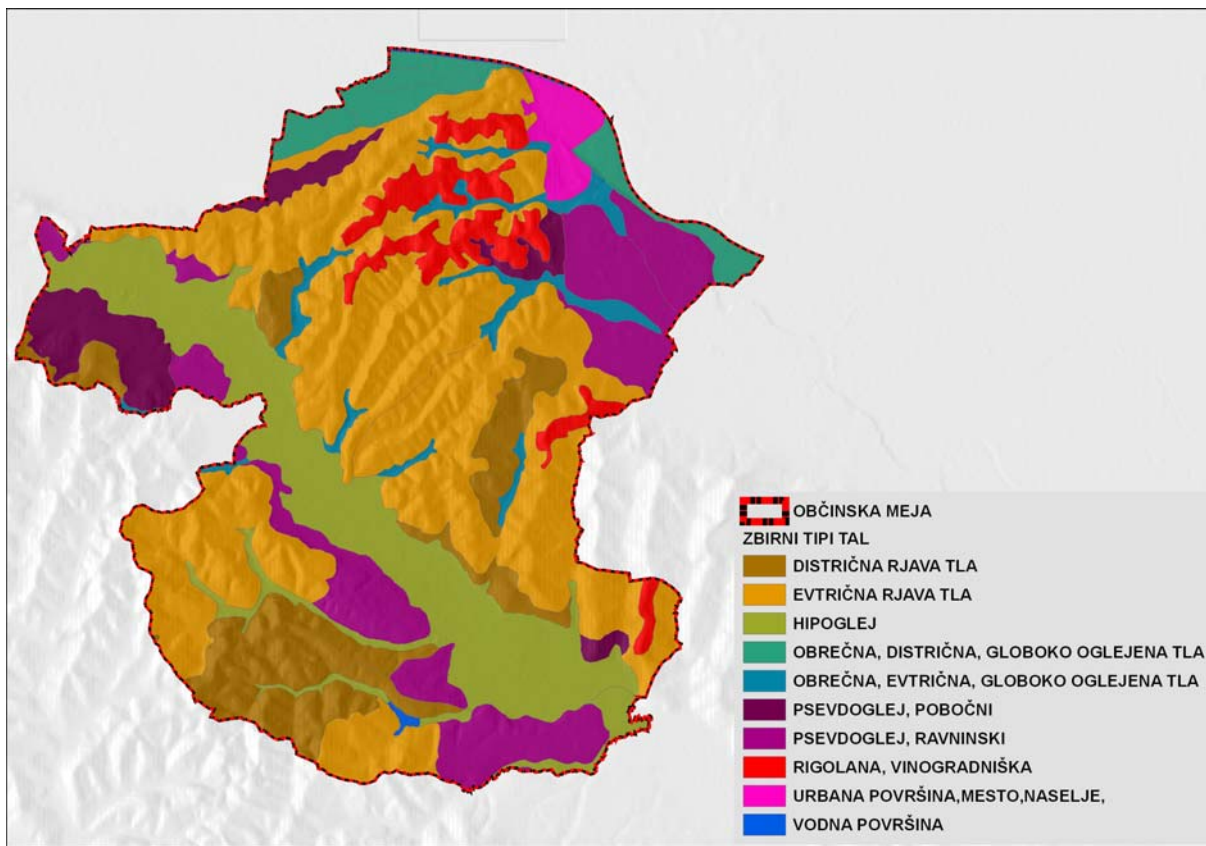 OBČINSKA MEJA
ZBIRNI TIPI TAL
DISTRIČNA RJAVA TLA
EVTRIČNA RJAVA TLA
HIPOGLEJ
OBREČNA, DISTRIČNA, GLOBOKO OGLEJENA TLA
OBREČNA, EVTRIČNA, GLOBOKO OGLEJENA TLA
PSEVDOGLEJ, POBOČNI
PSEVDOGLEJ, RAVNINSKI
RIGOLANA, VINOGRADNIŠKA
URBANA POVRŠINA,MESTO,NASELJE,
VODNA POVRŠINA